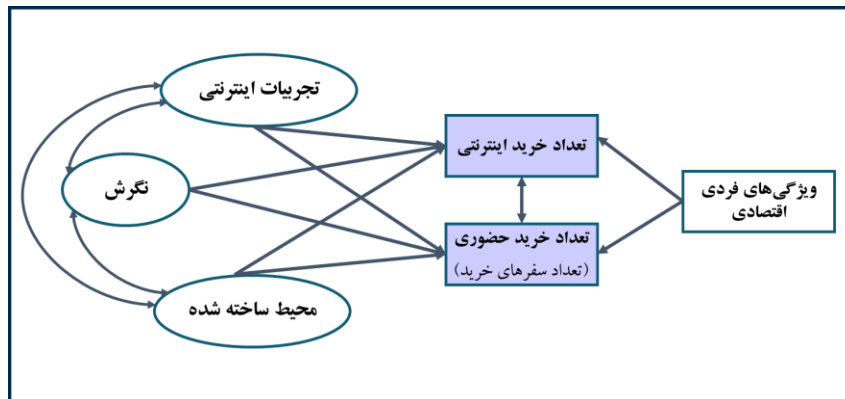 تجربیات اینترنتی
نگرش
محیط ساخته شده
تعداد خرید اینترنتی
تعداد خرید حضوری
(تعداد سفرهای خرید)
ویژگی‌های فردی
اقتصادی